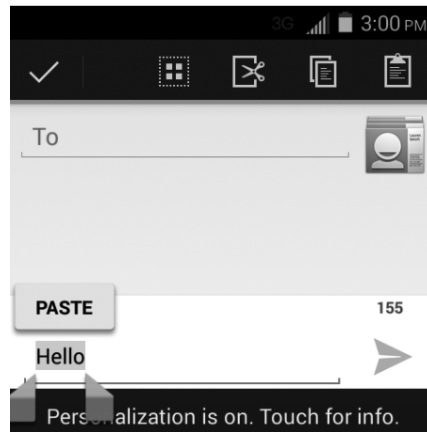 3G 3:00 PM
To
PASTE
155
Hello
Personalization is on. Touch for info.